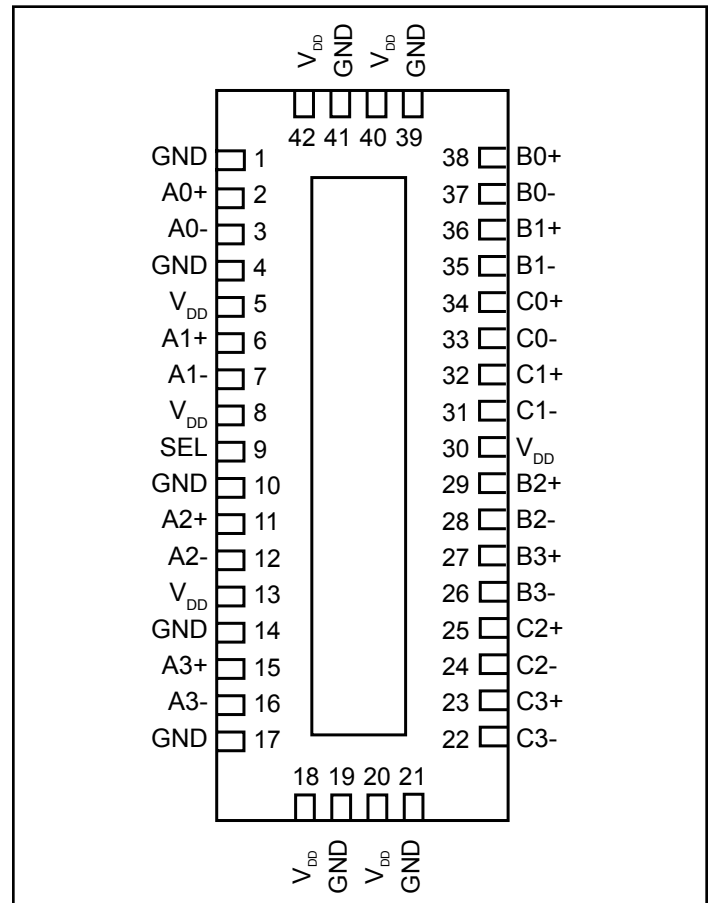 VDD GND VDD GND
42 41 40 39
GND 1 38 B0+
A0+ 2 37 B0-
A0- 3 36 B1+
GND 4 35 B1-
VDD 5 34 C0+
A1+ 6 33 C0-
A1- 7 32 C1+
VDD 8 31 C1-
SEL 9 30 VDD
GND 10 29 B2+
A2+ 11 28 B2-
A2- 12 27 B3+
VDD 13 26 B3-
GND 14 25 C2+
A3+ 15 24 C2-
A3- 16 23 C3+
GND 17 22 C3-
18 19 20 21
VDD GND VDD GND